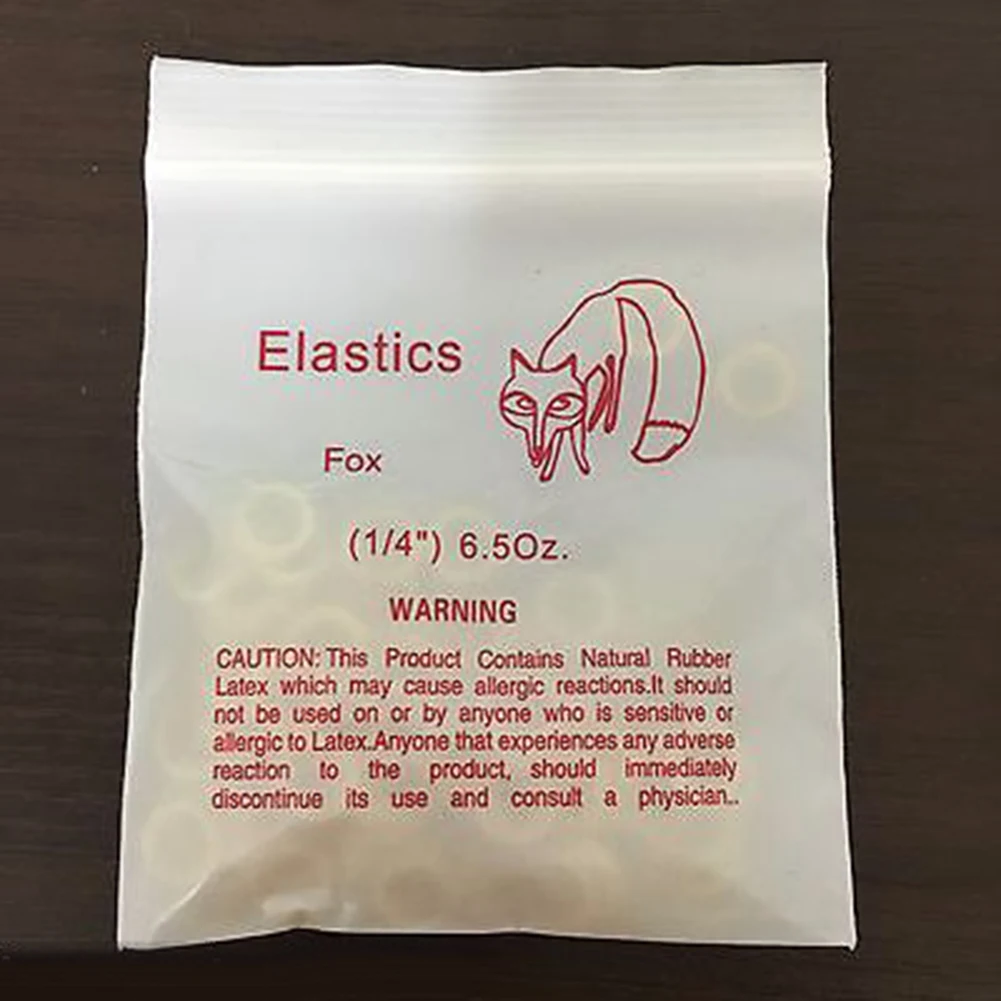 Elastics
Fox
(1/4") 6.5Oz.
WARNING
CAUTION: This Product Contains Natural Rubber
Latex which may cause allergic reactions.It should
not be used on or by anyone who is sensitive or
allergic to Latex.Anyone that experiences any adverse
reaction to the product, should immediately
discontinue its use and consult a physician..